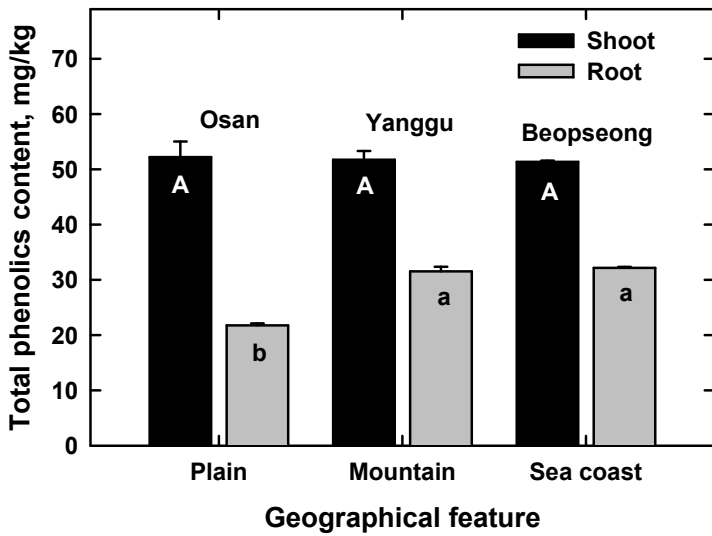 Total phenolics content, mg/kg
70
60
50
40
30
20
10
0
Shoot
Root
Osan
Yanggu
Beopseong
A
A
A
b
a
a
Plain
Mountain
Sea coast
Geographical feature